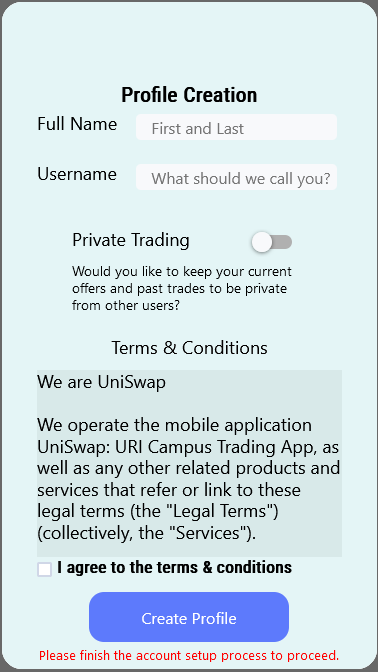 Profile Creation
Full Name
First and Last
Username
What should we call you?
Private Trading
Would you like to keep your current
offers and past trades to be private
from other users?
Terms & Conditions
We are UniSwap
We operate the mobile application
UniSwap: URI Campus Trading App, as
well as any other related products and
services that refer or link to these
legal terms (the "Legal Terms")
(collectively, the "Services").
I agree to the terms & conditions
Create Profile
Please finish the account setup process to proceed.